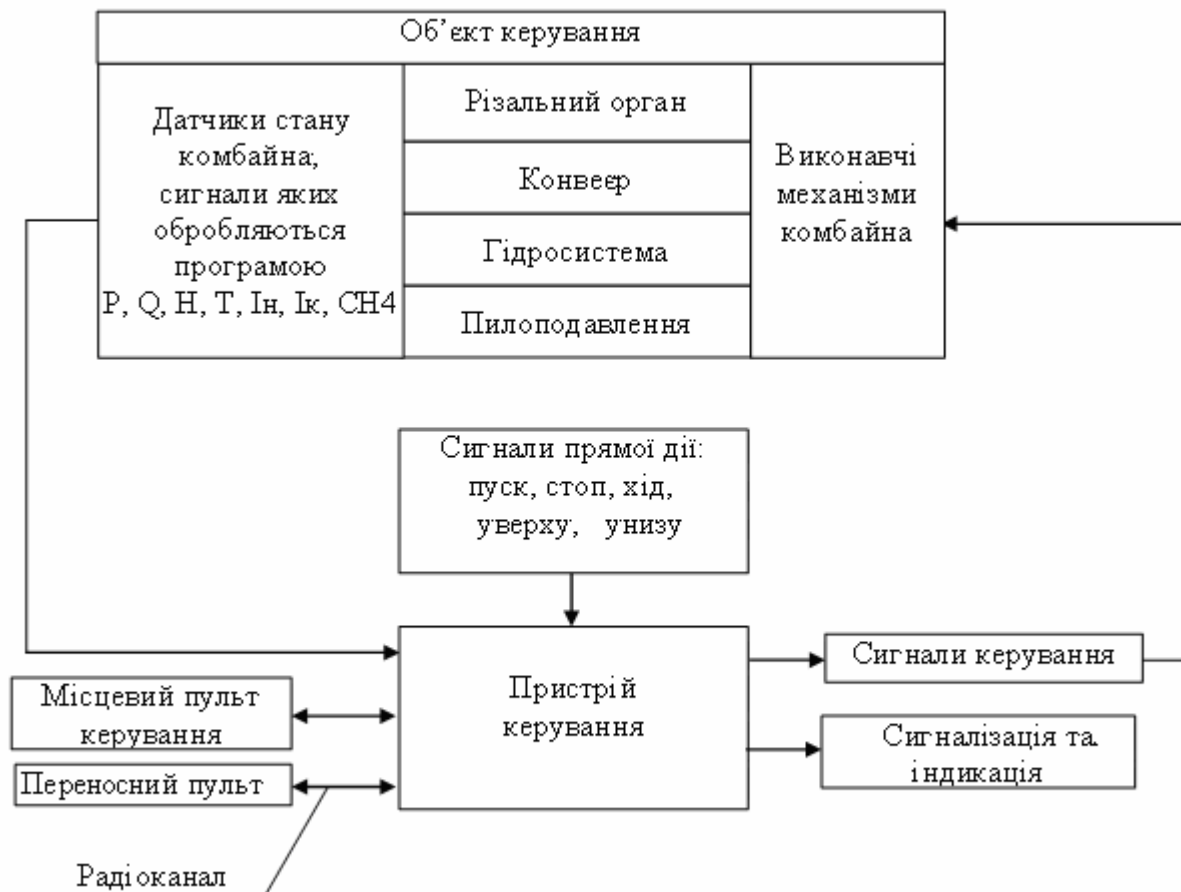 Об’єкт керування
Датчики стану
комбайна;
сигнали яких
обробляються
програмою
P, Q, H, T, Ін, Ік, CH4
Різальний орган
Конвеєр
Гідросистема
Пилоподавлення
Виконавчі
механізми
комбайна
Сигнали прямої дії:
пуск, стоп, хід,
уверху, унизу
Пристрій
керування
Місцевий пульт
керування
Переносний пульт
Радіоканал
Сигнали керування
Сигналізація та.
індикація